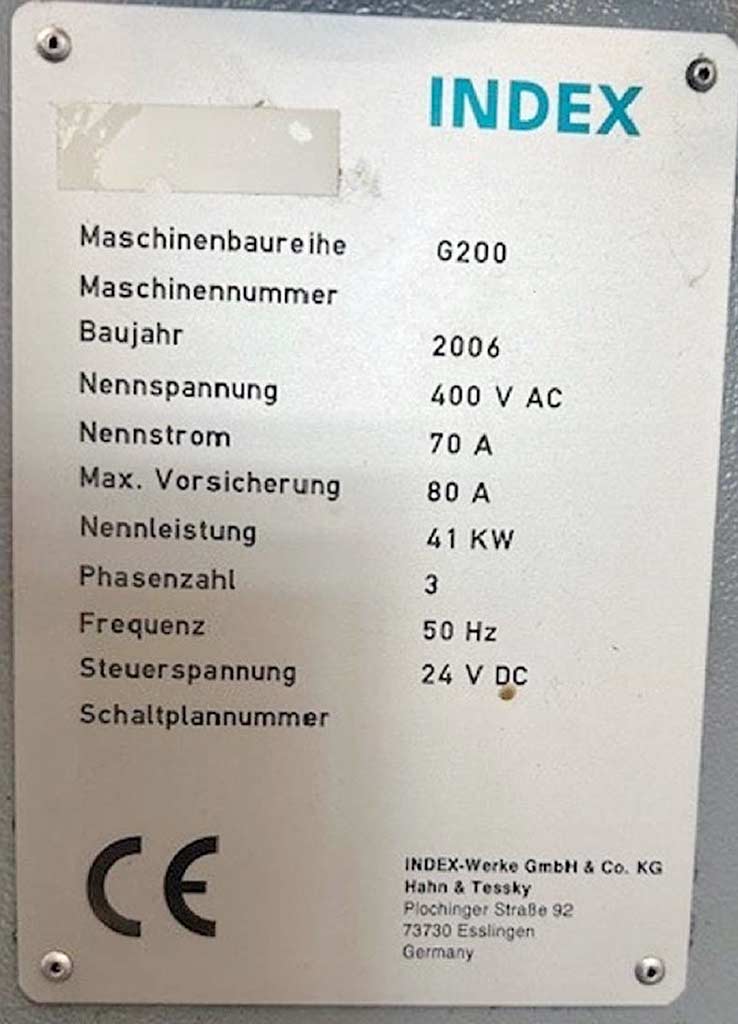 INDEX
Maschinenbaureihe G200
Maschinennummer
Baujahr 2006
Nennspannung 400 V AC
Nennstrom 70 A
Max. Vorsicherung 80 A
Nennleistung 41 KW
Phasenzahl 3
Frequenz 50 Hz
Steuerspannung 24 V DC
Schaltplannummer
CE
INDEX-Werke GmbH & Co. KG
Hahn & Tessky
Plochinger Straße 92
73730 Esslingen
Germany